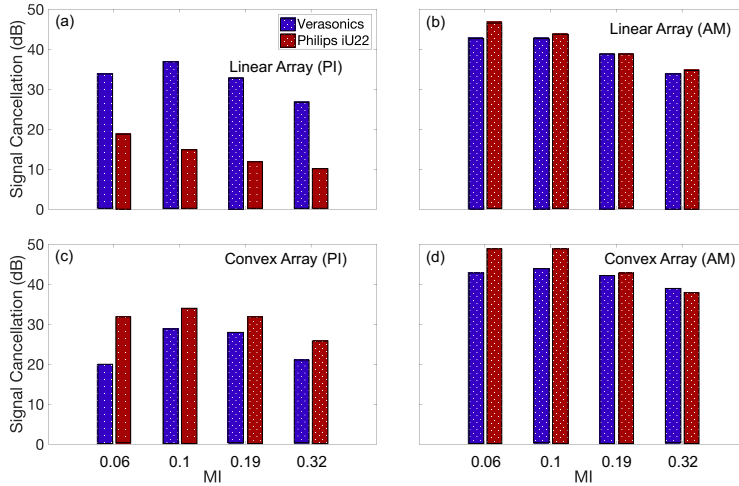 (a)
Verasonics
Philips iU22
Linear Array (PI)
50
40
30
20
10
0
Signal Cancellation (dB)
(b)
Linear Array (AM)
(c)
Convex Array (PI)
50
40
30
20
10
0
Signal Cancellation (dB)
0.06 0.1 0.19 0.32
MI
(d)
Convex Array (AM)
0.06 0.1 0.19 0.32
MI